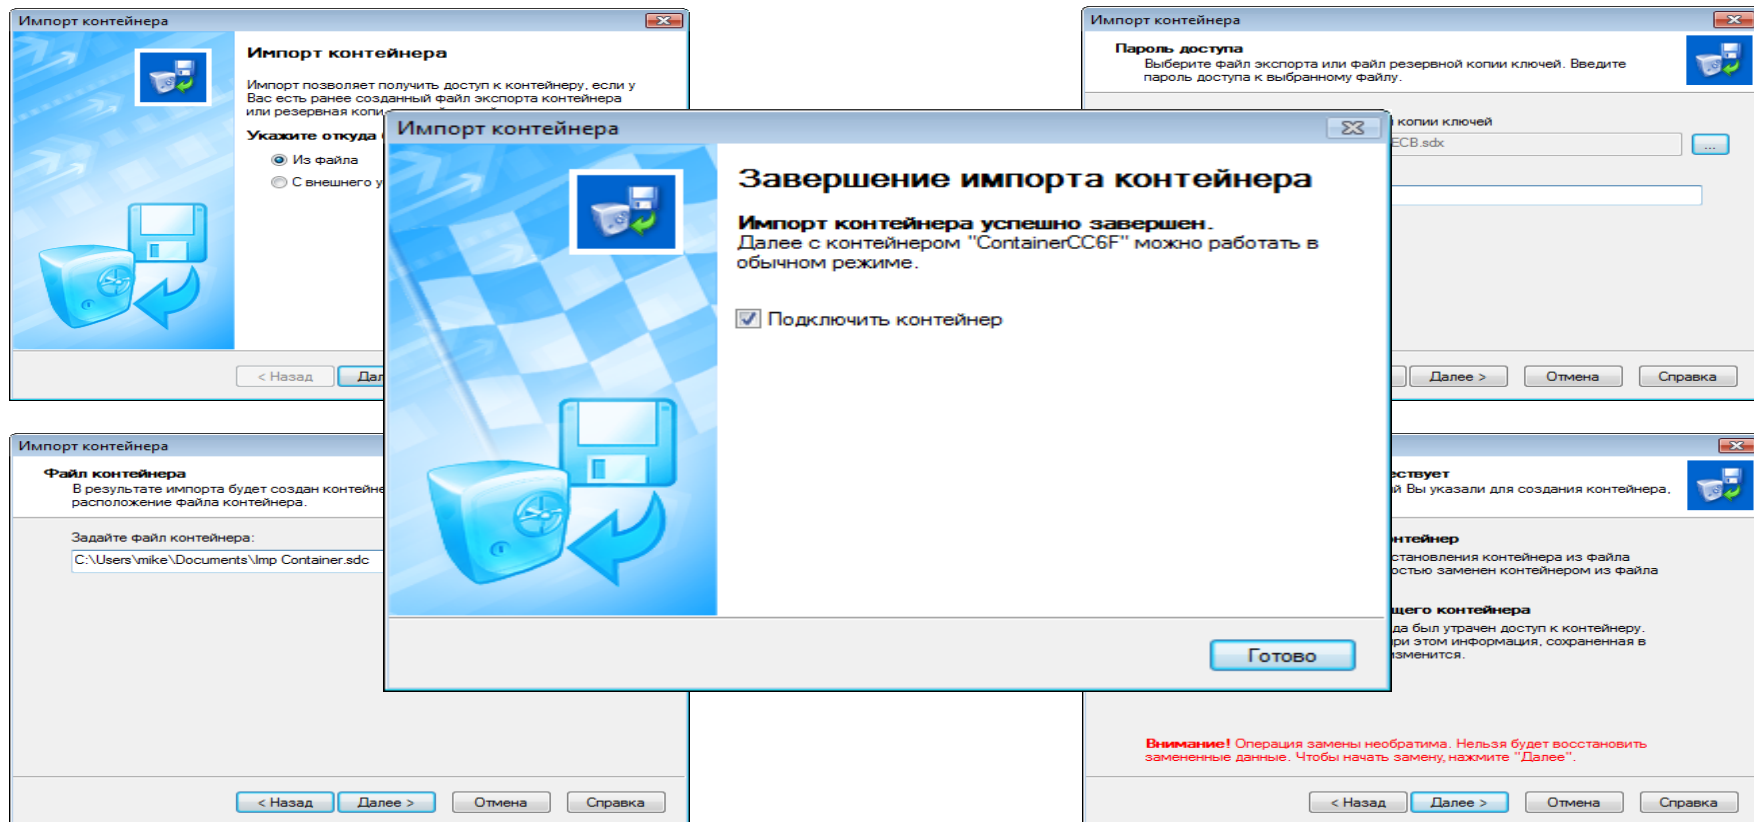 Импорт контейнера
Импорт контейнера
Импорт позволяет получить доступ к контейнеру, если у
Вас есть ранее созданный файл экспорта контейнера
или резервная копи
Укажите откуда
Из файла
С внешнего у
< Назад
Дал
Импорт контейнера
Пароль доступа
Выберите файл экспорта или файл резервной копии ключей. Введите
пароль доступа к выбранному файлу.
копии ключей
ECB.sdx
...
Далее >
Отмена
Справка
Импорт контейнера
Завершение импорта контейнера
Импорт контейнера успешно завершен.
Далее с контейнером "ContainerCC6F" можно работать в
обычном режиме.
Подключить контейнер
Готово
Импорт контейнера
Файл контейнера
В результате импорта будет создан контейне
расположение файла контейнера.
Задайте файл контейнера:
C:\Users\mike\Documents\Imp Container.sdc
< Назад
Далее >
Отмена
Справка
ествует
й Вы указали для создания контейнера,
нтейнер
становления контейнера из файла
остью заменен контейнером из файла
щего контейнера
да был утрачен доступ к контейнеру.
ри этом информация, сохраненная в
изменится.
Внимание! Операция замены необратима. Нельзя будет восстановить
замененные данные. Чтобы начать замену, нажмите "Далее".
< Назад
Далее >
Отмена
Справка